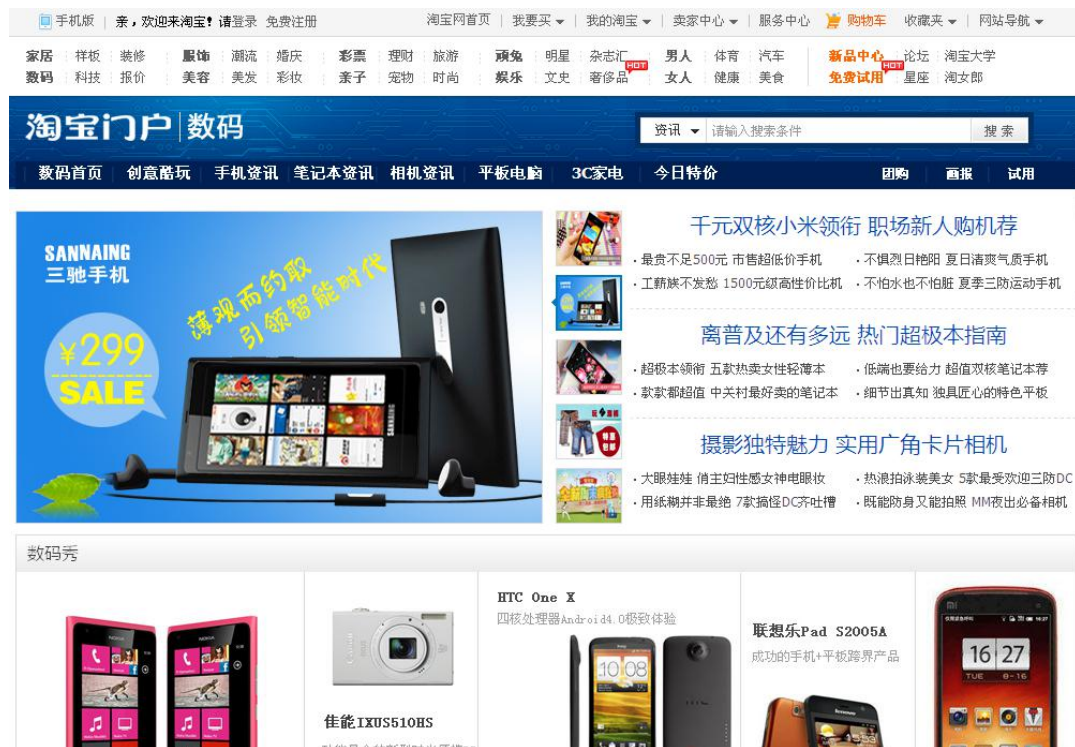 手机版 亲，欢迎来淘宝！请登录 免费注册 淘宝网首页 我要买 我的淘宝 卖家中心 服务中心 购物车 收藏夹 网站导航
家居 样板 装修 服饰 潮流 婚庆 彩票 理财 旅游 顽兔 明星 杂志汇 男人 体育 汽车 新品中心 论坛 淘宝大学
HOT HOT
数码 科技 报价 美容 美发 彩妆 亲子 宠物 时尚 娱乐 文史 奢侈品 女人 健康 美食 免费试用 星座 淘女郎
淘宝门户 数码
资讯 请输入搜索条件 搜索
数码首页 创意酷玩 手机资讯 笔记本资讯 相机资讯 平板电脑 3C家电 今日特价 团购 画报 试用
SANNAING
三驰手机
薄观而约取
引领智能时代
¥299
SALE
千元双核小米领衔 职场新人购机荐
· 最贵不足500元 市售超低价手机 · 不惧烈日艳阳 夏日清爽气质手机
· 工薪族不发愁 1500元级高性价比机 · 不怕水也不怕脏 夏季三防运动手机
离普及还有多远 热门超极本指南
· 超极本领衔 五款热卖女性轻薄本 · 低端也要给力 超值双核笔记本荐
· 款款都超值 中关村最好卖的笔记本 · 细节出真知 独具匠心的特色平板
摄影独特魅力 实用广角卡片相机
· 大眼娃娃 俏主妇性感女神电眼妆 · 热浪拍泳装美女 5款最受欢迎三防DC
· 用纸糊并非最绝 7款搞怪DC齐吐槽 · 既能防身又能拍照 MM夜出必备相机
数码秀
NOKIA NOKIA
Canon
佳能IXUS510HS
HTC One X
四核处理器Android4.0极致体验
10 08
联想乐Pad S2005A
成功的手机+平板跨界产品
lenovo
mi
16 27
TUE 8-16